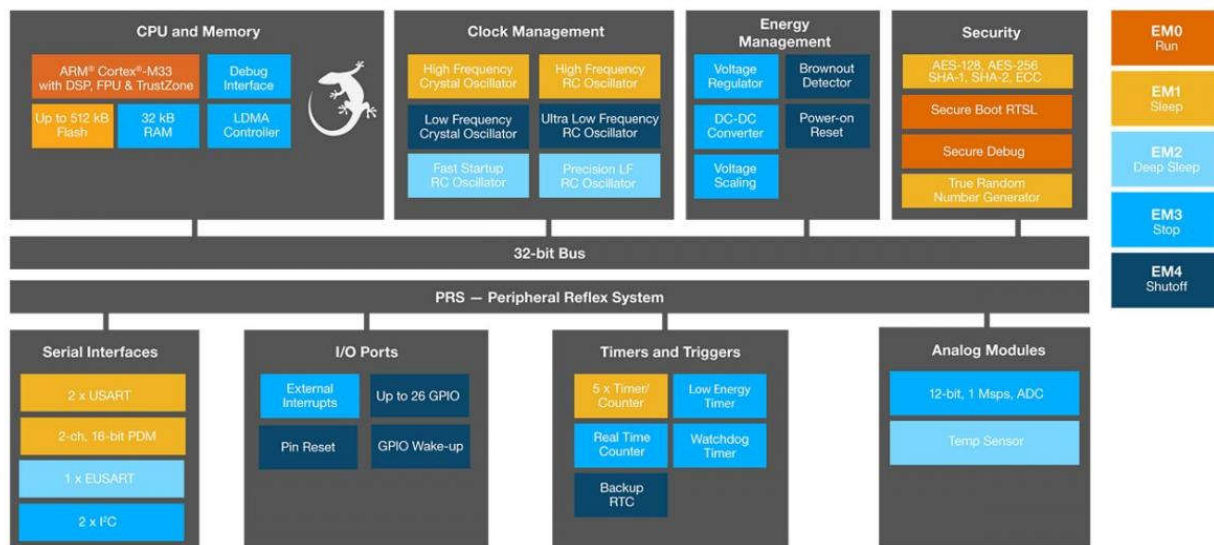 CPU and Memory
ARM® Cortex®-M33
with DSP, FPU & TrustZone
Debug
Interface
Up to 512 kB
Flash
32 kB
RAM
LDMA
Controller
Clock Management
High Frequency
Crystal Oscillator
High Frequency
RC Oscillator
Low Frequency
Crystal Oscillator
Ultra Low Frequency
RC Oscillator
Fast Startup
RC Oscillator
Precision LF
RC Oscillator
Energy
Management
Voltage
Regulator
Brownout
Detector
DC-DC
Converter
Power-on
Reset
Voltage
Scaling
Security
AES-128, AES-256
SHA-1, SHA-2, ECC
Secure Boot RTSL
Secure Debug
True Random
Number Generator
EM0
Run
EM1
Sleep
EM2
Deep Sleep
EM3
Stop
EM4
Shutoff
32-bit Bus
PRS — Peripheral Reflex System
Serial Interfaces
2 x USART
2-ch, 16-bit PDM
1 x EUSART
2 x I²C
I/O Ports
External
Interrupts
Up to 26 GPIO
Pin Reset
GPIO Wake-up
Timers and Triggers
5 x Timer/
Counter
Low Energy
Timer
Real Time
Counter
Watchdog
Timer
Backup
RTC
Analog Modules
12-bit, 1 Msps, ADC
Temp Sensor